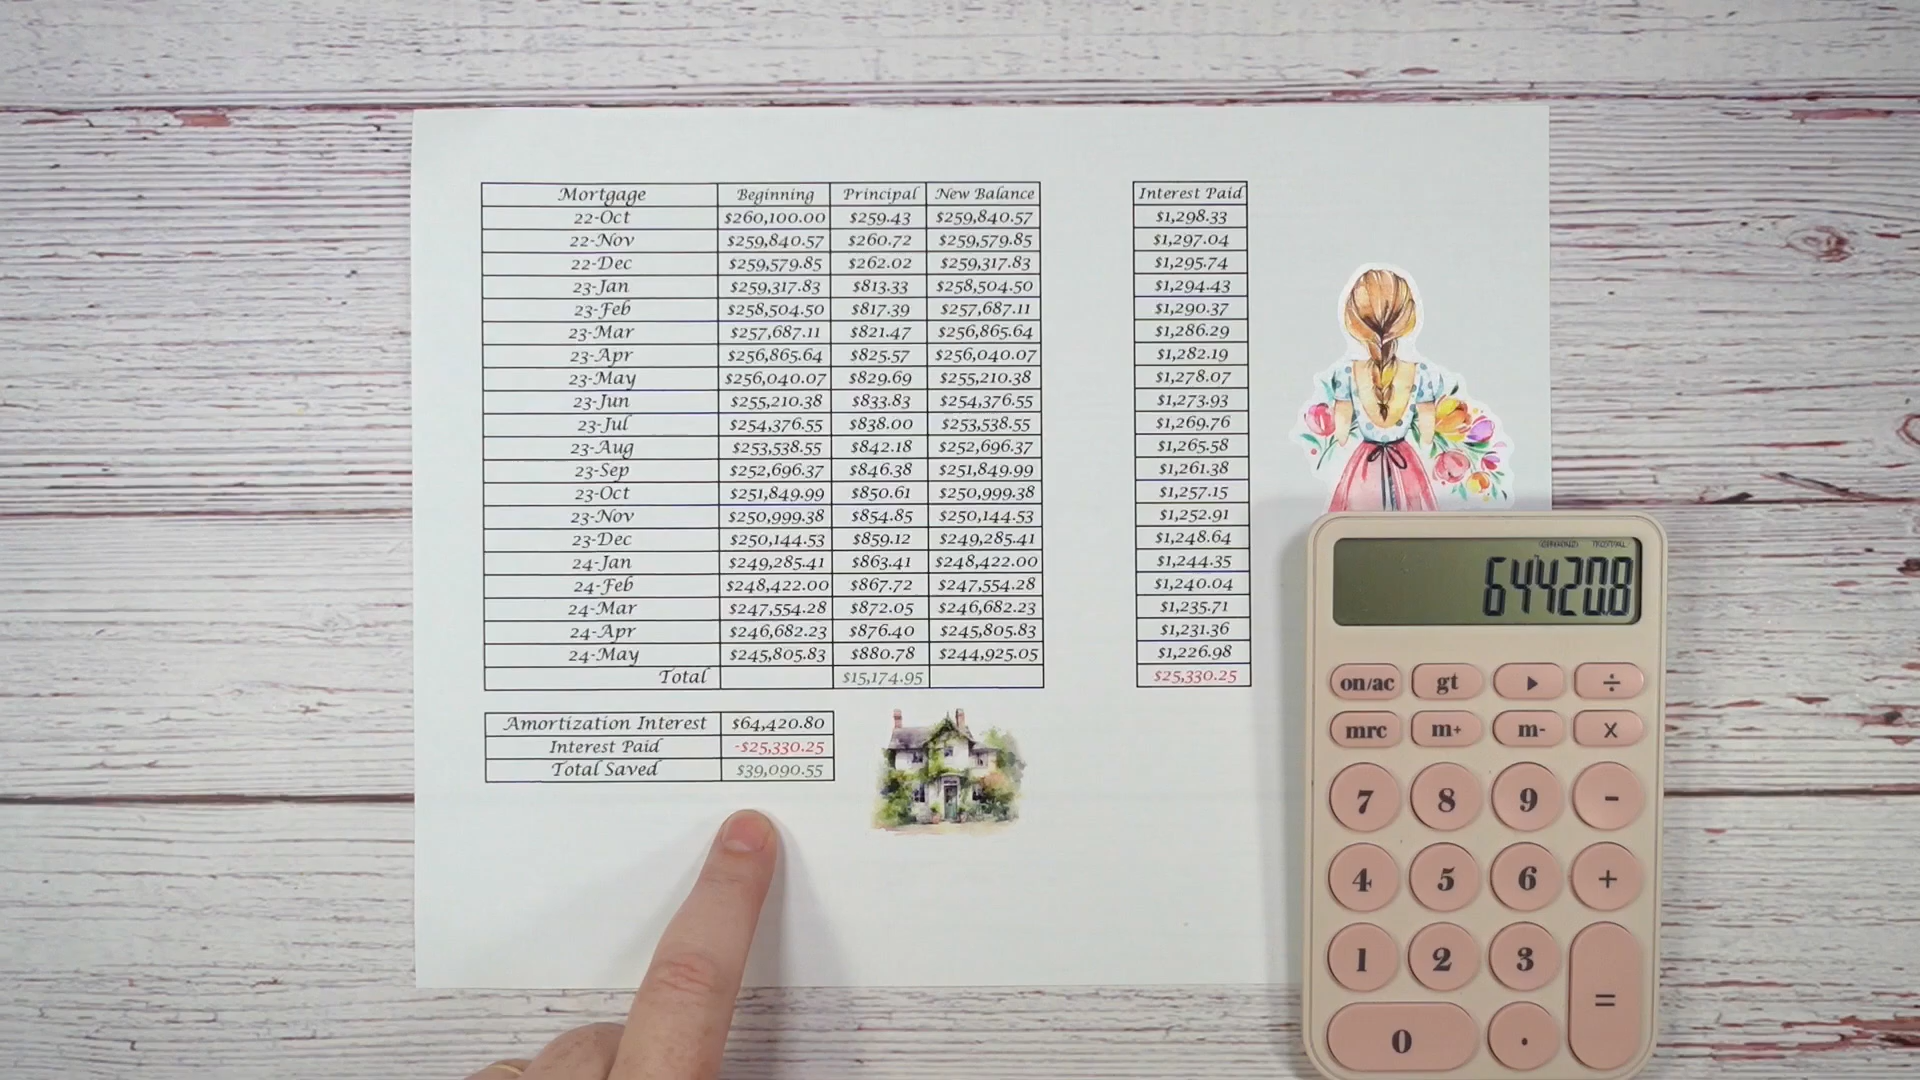 Mortgage Beginning Principal New Balance Interest Paid
22-Oct $260,100.00 $259.43 $259,840.57 $1,298.33
22-Nov $259,840.57 $260.72 $259,579.85 $1,297.04
22-Dec $259,579.85 $262.02 $259,317.83 $1,295.74
23-Jan $259,317.83 $813.33 $258,504.50 $1,294.43
23-Feb $258,504.50 $817.39 $257,687.11 $1,290.37
23-Mar $257,687.11 $821.47 $256,865.64 $1,286.29
23-Apr $256,865.64 $825.57 $256,040.07 $1,282.19
23-May $256,040.07 $829.69 $255,210.38 $1,278.07
23-Jun $255,210.38 $833.83 $254,376.55 $1,273.93
23-Jul $254,376.55 $838.00 $253,538.55 $1,269.76
23-Aug $253,538.55 $842.18 $252,696.37 $1,265.58
23-Sep $252,696.37 $846.38 $251,849.99 $1,261.38
23-Oct $251,849.99 $850.61 $250,999.38 $1,257.15
23-Nov $250,999.38 $854.85 $250,144.53 $1,252.91
23-Dec $250,144.53 $859.12 $249,285.41 $1,248.64
24-Jan $249,285.41 $863.41 $248,422.00 $1,244.35
24-Feb $248,422.00 $867.72 $247,554.28 $1,240.04
24-Mar $247,554.28 $872.05 $246,682.23 $1,235.71
24-Apr $246,682.23 $876.40 $245,805.83 $1,231.36
24-May $245,805.83 $880.78 $244,925.05 $1,226.98
Total $15,174.95 $25,330.25
Amortization Interest $64,420.80
Interest Paid -$25,330.25
Total Saved $39,090.55
64420.8
on/ac gt ▶ ÷
mrc m+ m- X
7 8 9 -
4 5 6 +
1 2 3
0 . =